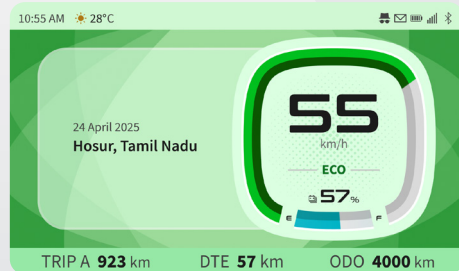 10:55 AM 28°C
55
km/h
24 April 2025
Hosur, Tamil Nadu
ECO
57%
E F
TRIP A 923 km DTE 57 km ODO 4000 km